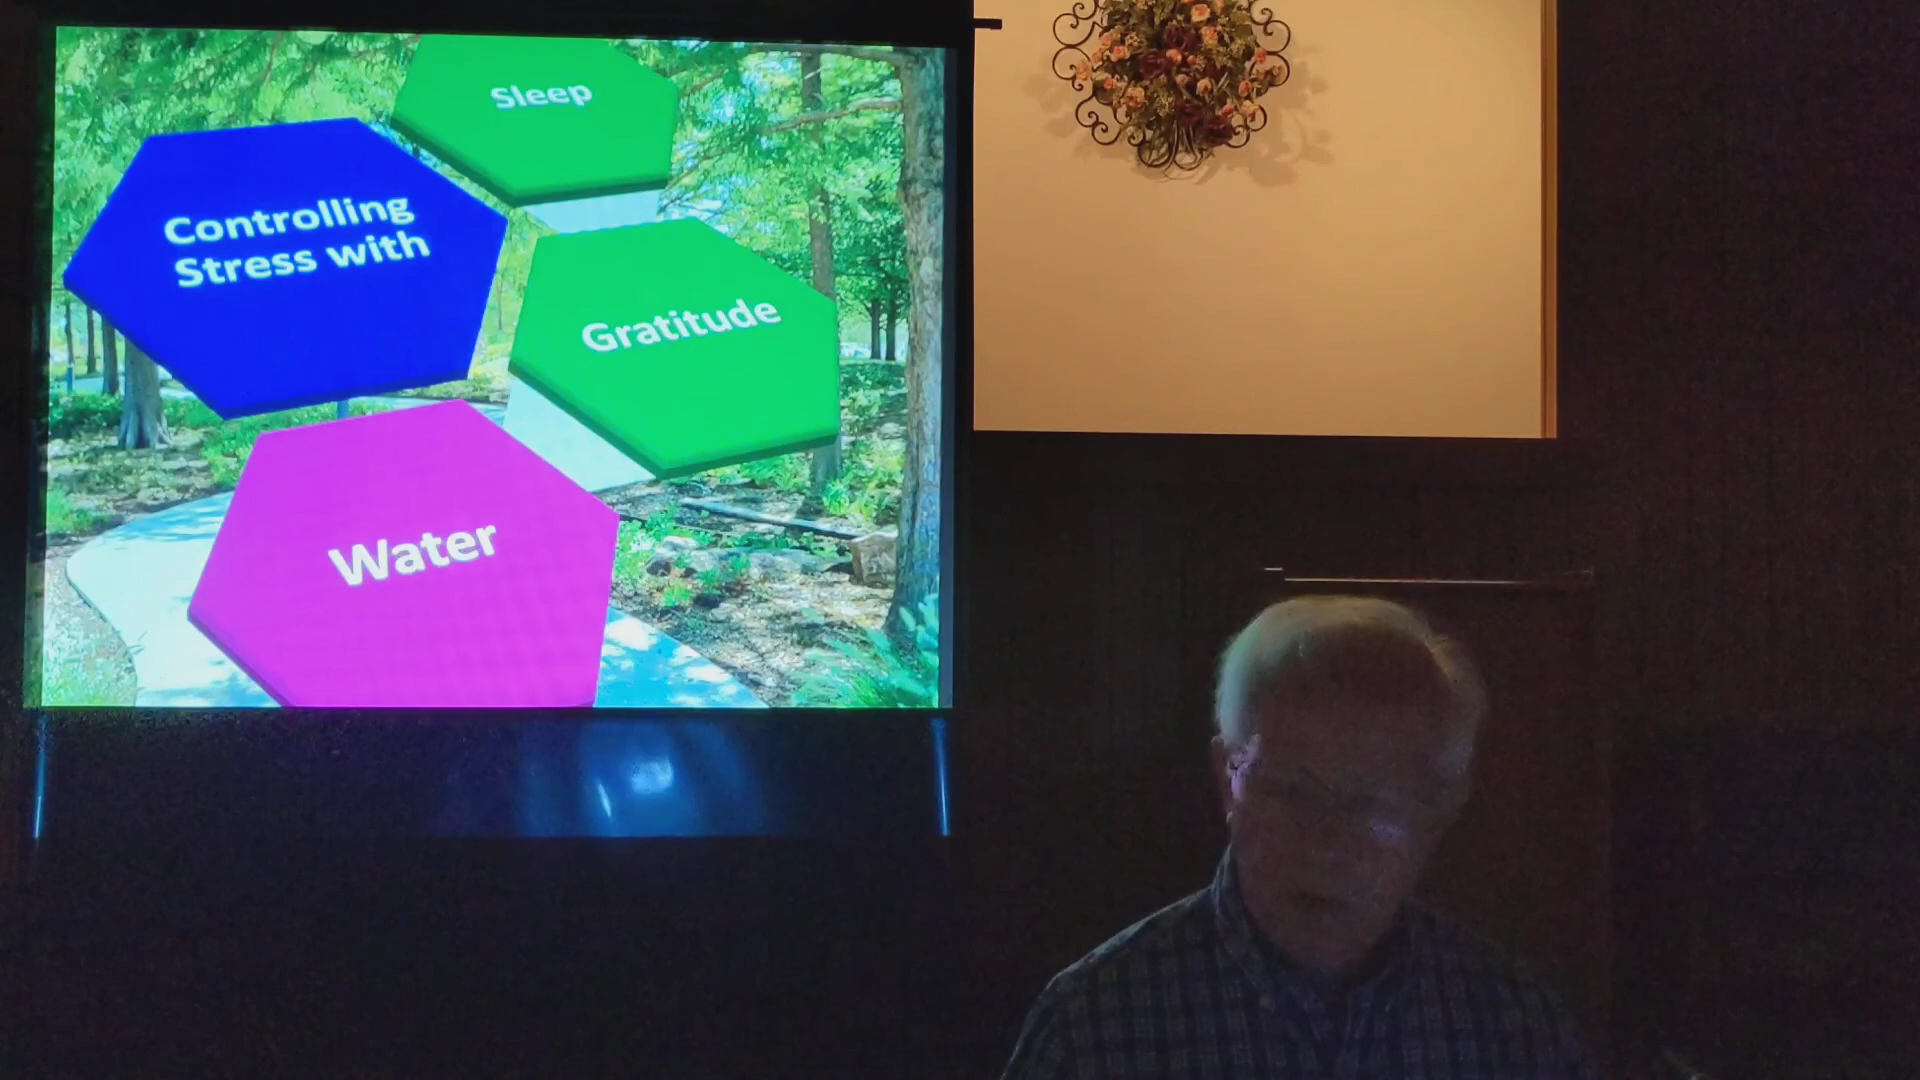 Sleep
Controlling
Stress with
Gratitude
Water